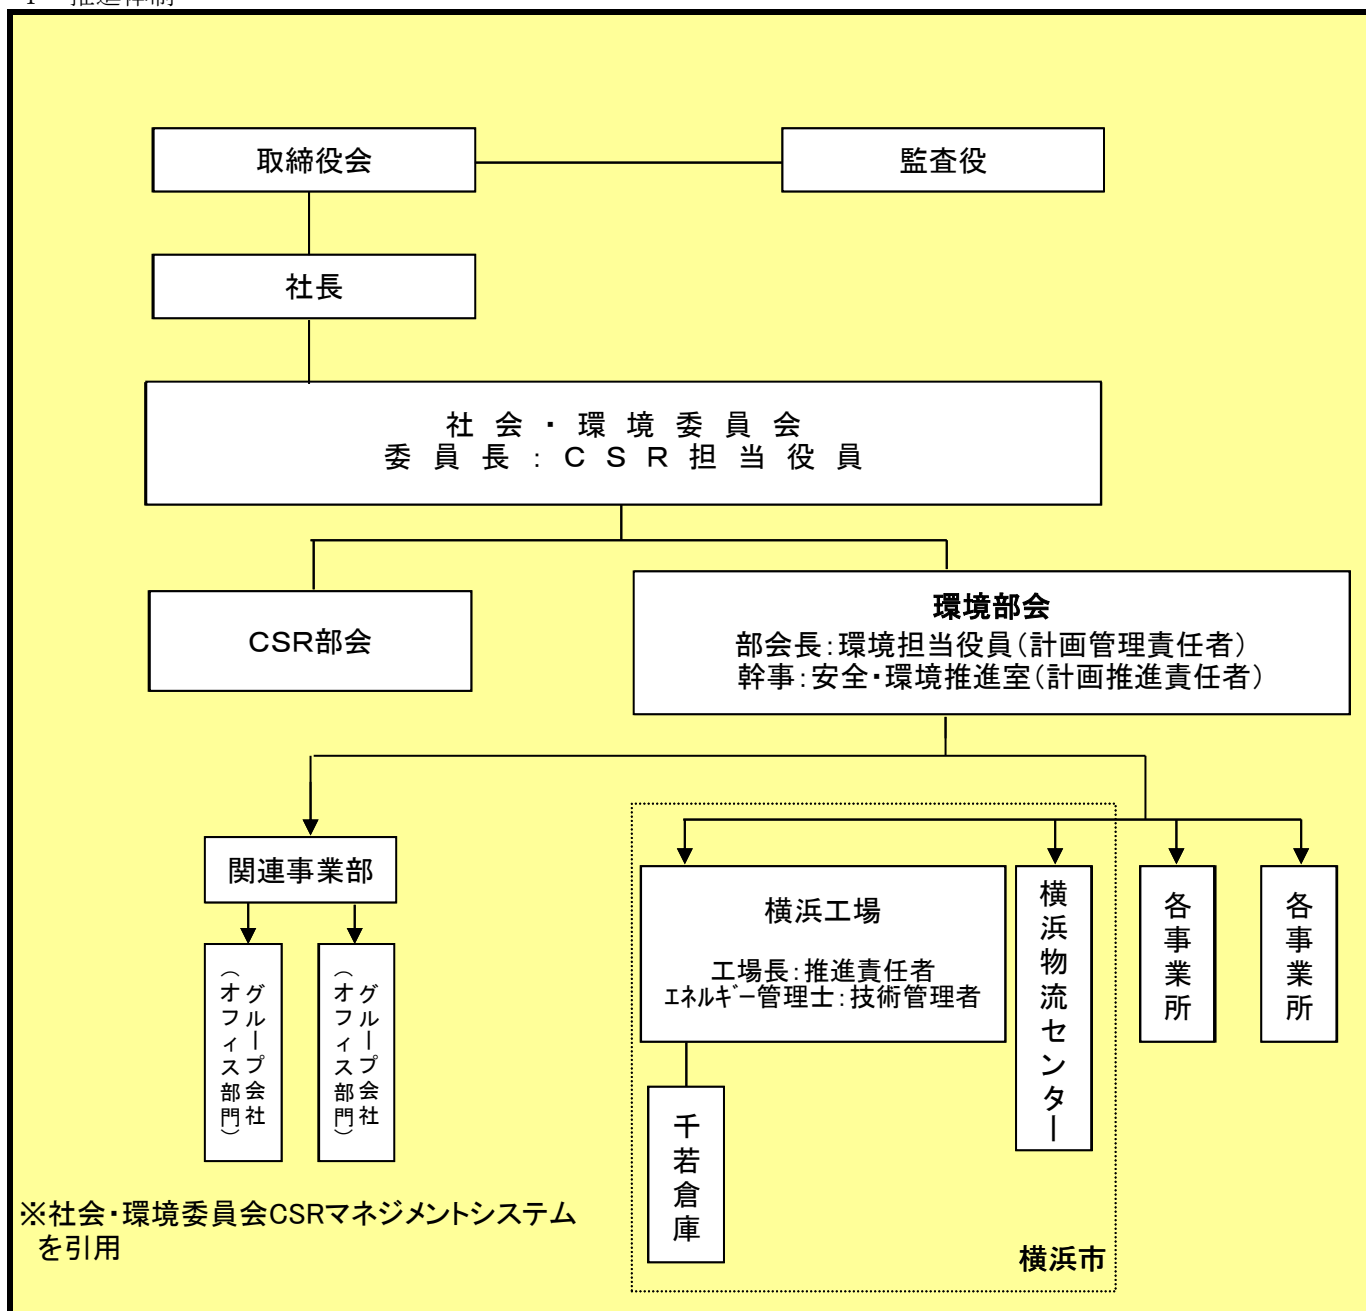 取締役会
監査役
社長
社会・環境委員会
委員長:CSR担当役員
CSR部会
環境部会
部会長:環境担当役員(計画管理責任者)
幹事:安全・環境推進室(計画推進責任者)
関連事業部
グループ会社
(オフィス部門)
グループ会社
(オフィス部門)
横浜工場
工場長:推進責任者
エネルギー管理士:技術管理者
千若倉庫
横浜物流センター
各事業所
各事業所
※社会・環境委員会CSRマネジメントシステム
を引用
横浜市